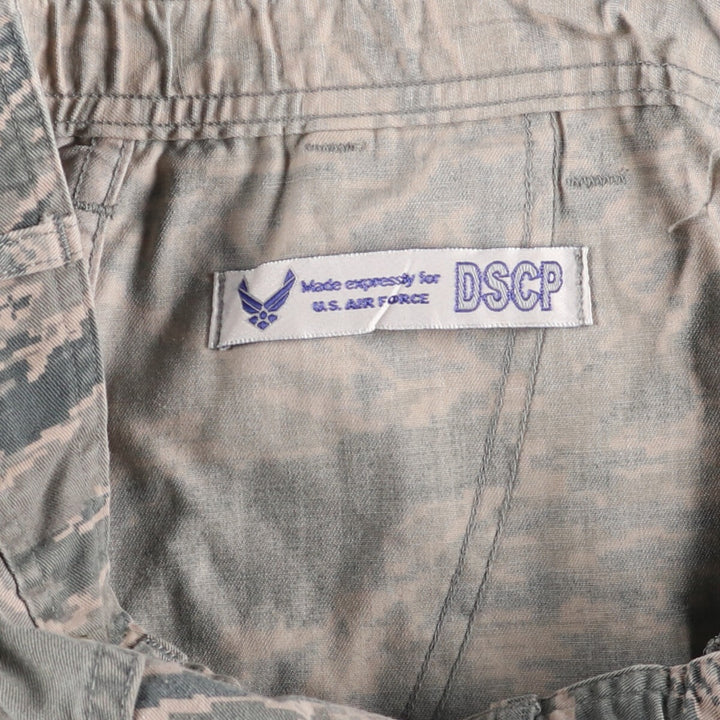 Made expressly for
U.S. AIR FORCE
DSCP